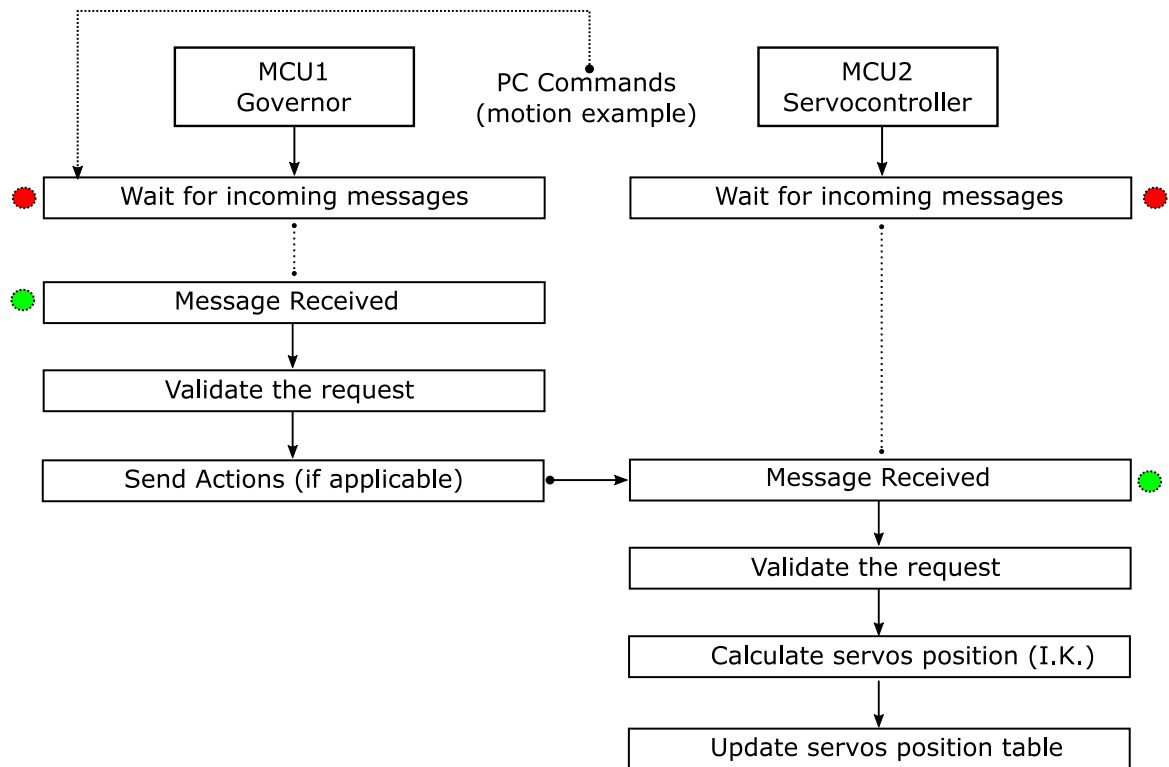 MCU1
Governor
PC Commands
(motion example)
MCU2
Servocontroller
Wait for incoming messages
Wait for incoming messages
Message Received
Validate the request
Send Actions (if applicable)
Message Received
Validate the request
Calculate servos position (I.K.)
Update servos position table